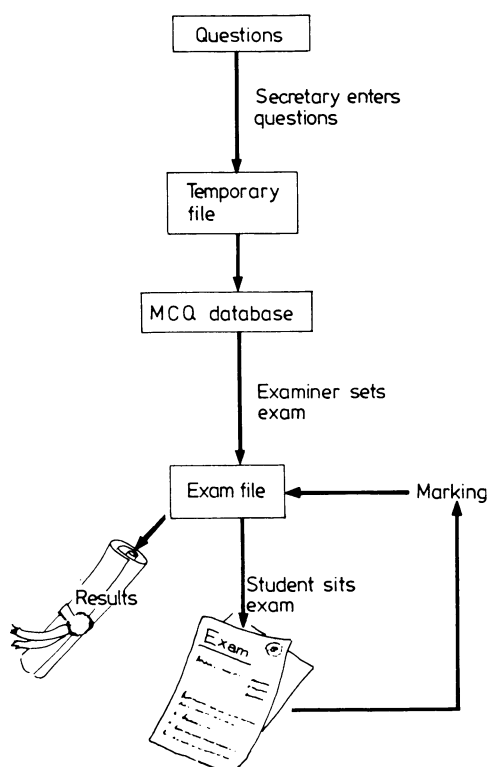 Questions
Secretary enters
questions
Temporary
file
MCQ database
Examiner sets
exam
Exam file
Marking
Results
Student sits
exam
Exam